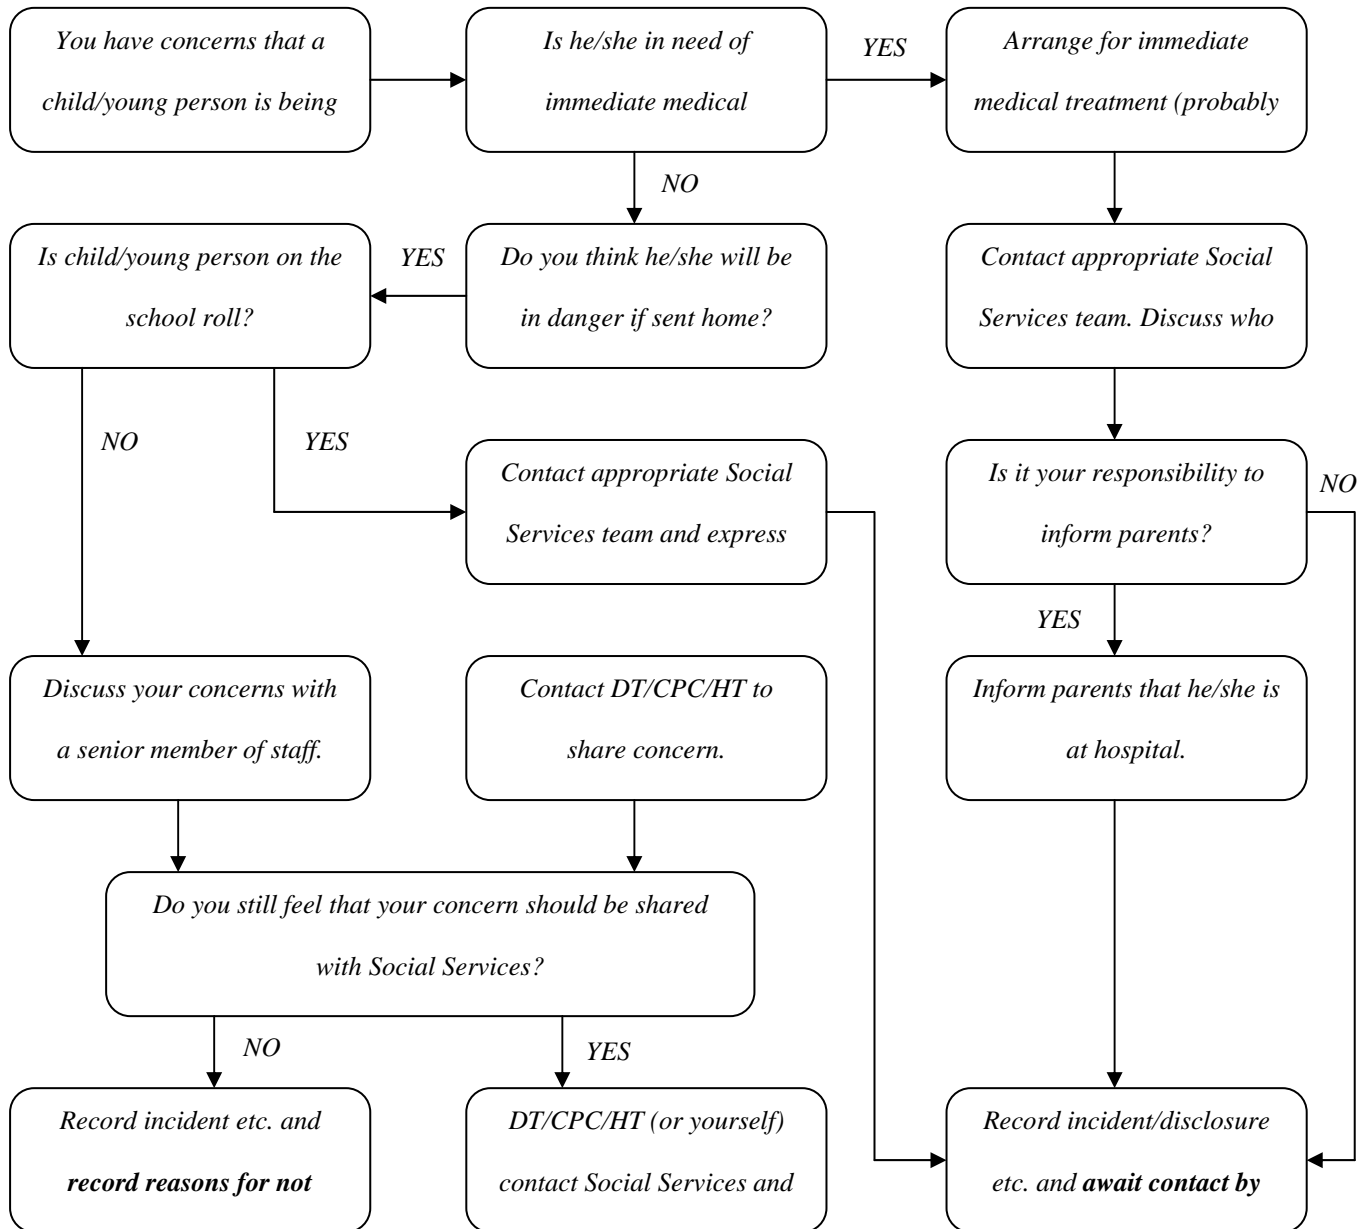 You have concerns that a
child/young person is being
Is he/she in need of
immediate medical
YES
Arrange for immediate
medical treatment (probably
NO
Is child/young person on the
school roll?
YES
Do you think he/she will be
in danger if sent home?
Contact appropriate Social
Services team. Discuss who
NO
YES
Contact appropriate Social
Services team and express
Is it your responsibility to
inform parents?
NO
YES
Discuss your concerns with
a senior member of staff.
Contact DT/CPC/HT to
share concern.
Inform parents that he/she is
at hospital.
Do you still feel that your concern should be shared
with Social Services?
NO
YES
Record incident etc. and
record reasons for not
DT/CPC/HT (or yourself)
contact Social Services and
Record incident/disclosure
etc. and await contact by